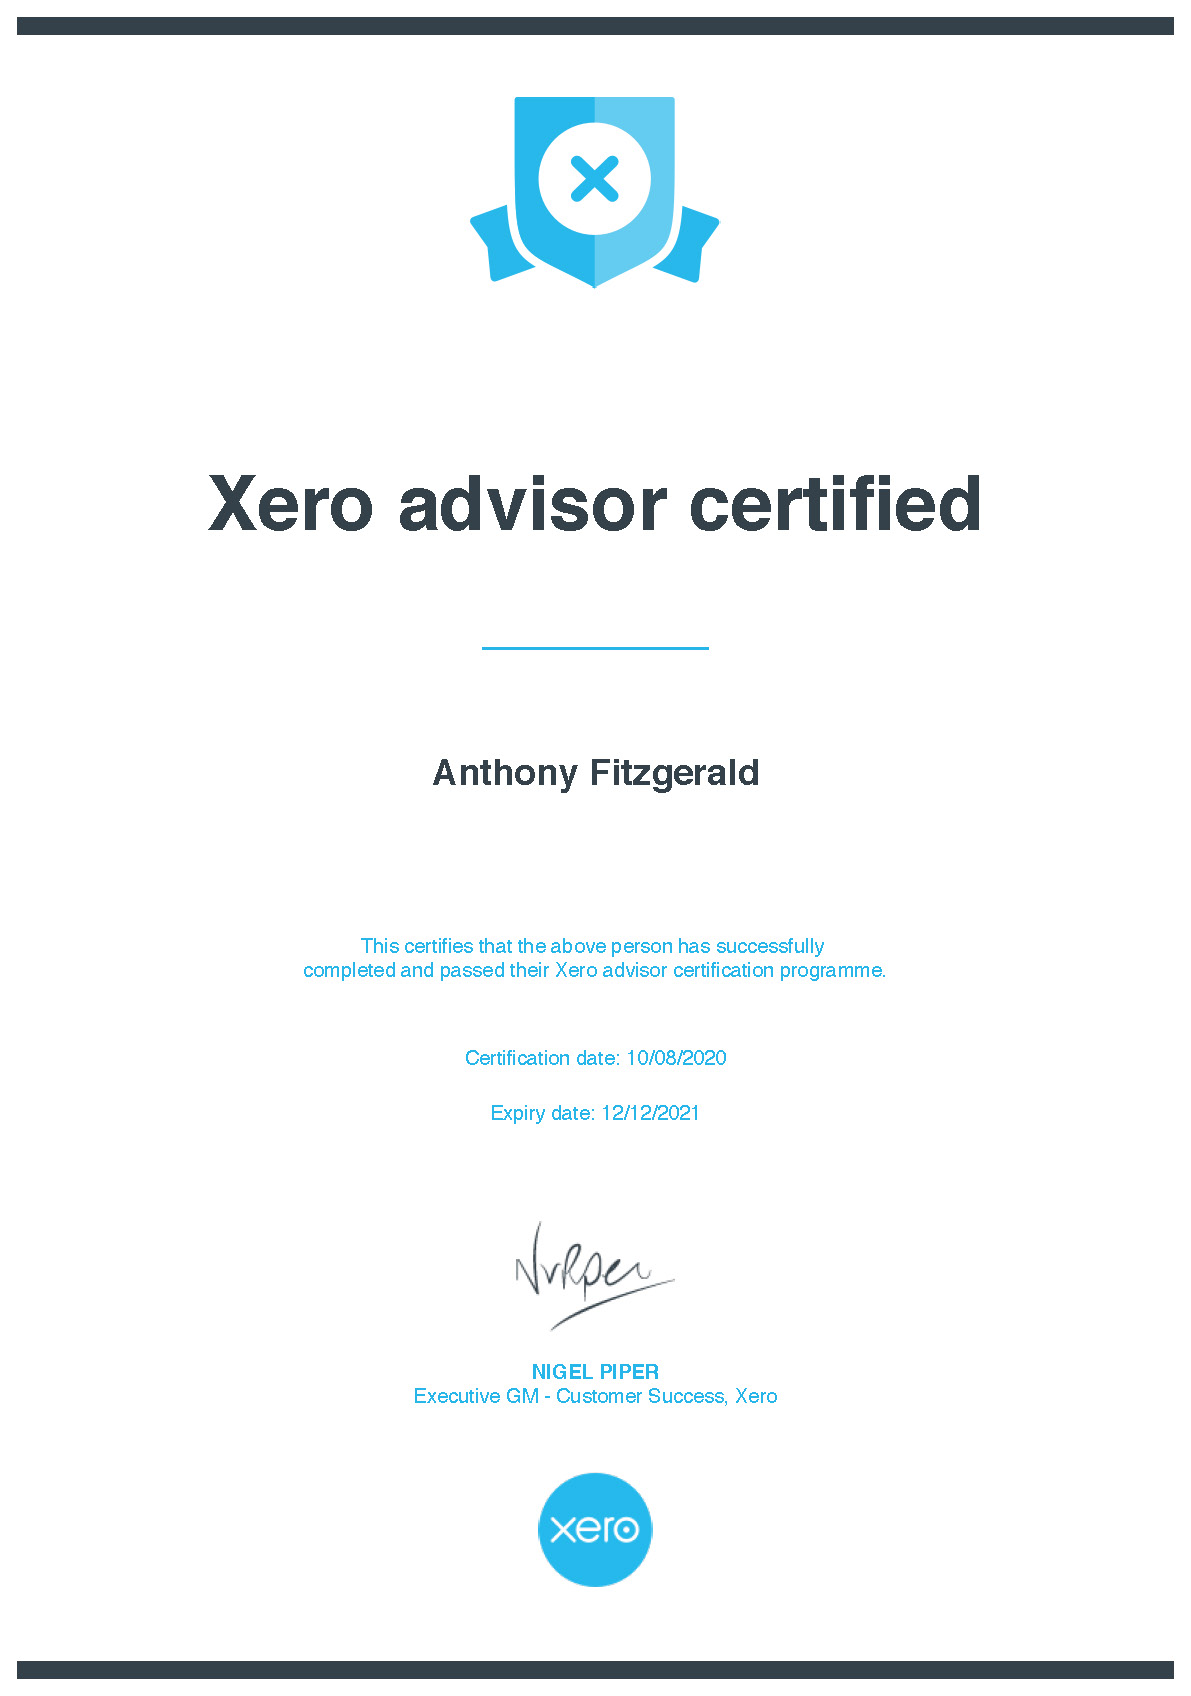 Xero advisor certified
Anthony Fitzgerald
This certifies that the above person has successfully
completed and passed their Xero advisor certification programme.
Certification date: 10/08/2020
Expiry date: 12/12/2021
NIGEL PIPER
Executive GM - Customer Success, Xero
xero